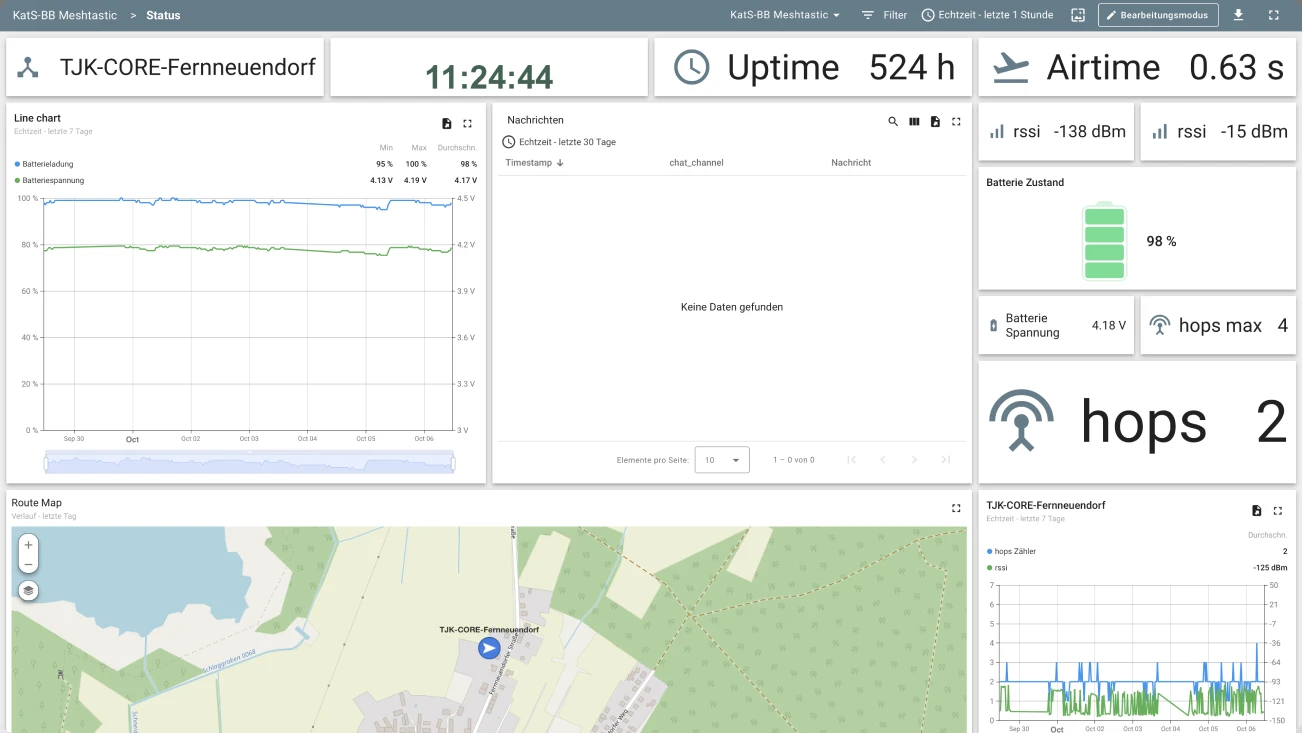 KatS-BB Meshtastic > Status
KatS-BB Meshtastic Filter Echtzeit - letzte 1 Stunde Bearbeitungsmodus
TJK-CORE-Fernneuendorf
11:24:44
Uptime 524 h
Airtime 0.63 s
Line chart
Echtzeit - letzte 7 Tage
Min Max Durchschn.
Batterieladung 95 % 100 % 98 %
Batteriespannung 4.13 V 4.19 V 4.17 V
100 % 4.5 V
80 % 4.2 V
60 % 3.9 V
40 % 3.6 V
20 % 3.3 V
0 % 3 V
Sep 30 Oct Oct 02 Oct 03 Oct 04 Oct 05 Oct 06
Nachrichten
Echtzeit - letzte 30 Tage
Timestamp chat_channel Nachricht
Keine Daten gefunden
Elemente pro Seite: 10 1 – 0 von 0
rssi -138 dBm
rssi -15 dBm
Batterie Zustand
98 %
Batterie
Spannung
4.18 V
hops max 4
hops 2
Route Map
Verlauf - letzte Tag
+
−
Schinggraben 0068
TJK-CORE-Fernneuendorf
Fernneuendorfer Straße
TJK-CORE-Fernneuendorf
Echtzeit - letzte 7 Tage
Durchschn.
hops Zähler 2
rssi -125 dBm
7 50
6 21
5 -7
4 -36
3 -64
2 -93
1 -121
0 -150
Sep 30 Oct Oct 02 Oct 03 Oct 04 Oct 05 Oct 06